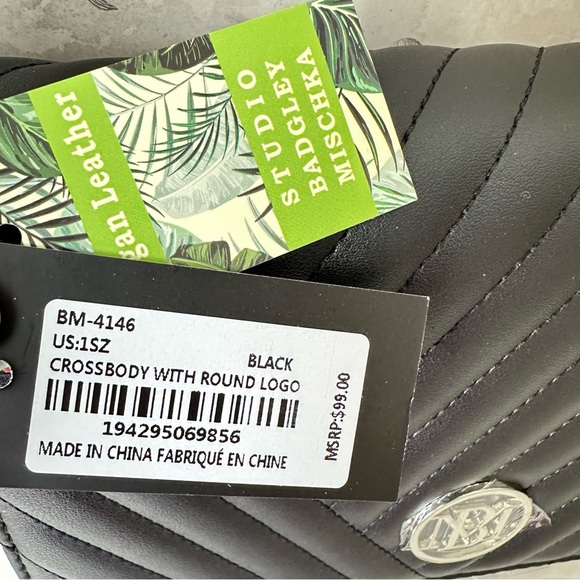 STUDIO
BADGLEY
MISCHKA
Leather
BM-4146
US:1SZ
BLACK
CROSSBODY WITH ROUND LOGO
194295069856
MADE IN CHINA FABRIQUÉ EN CHINE
MSRP:$99.00